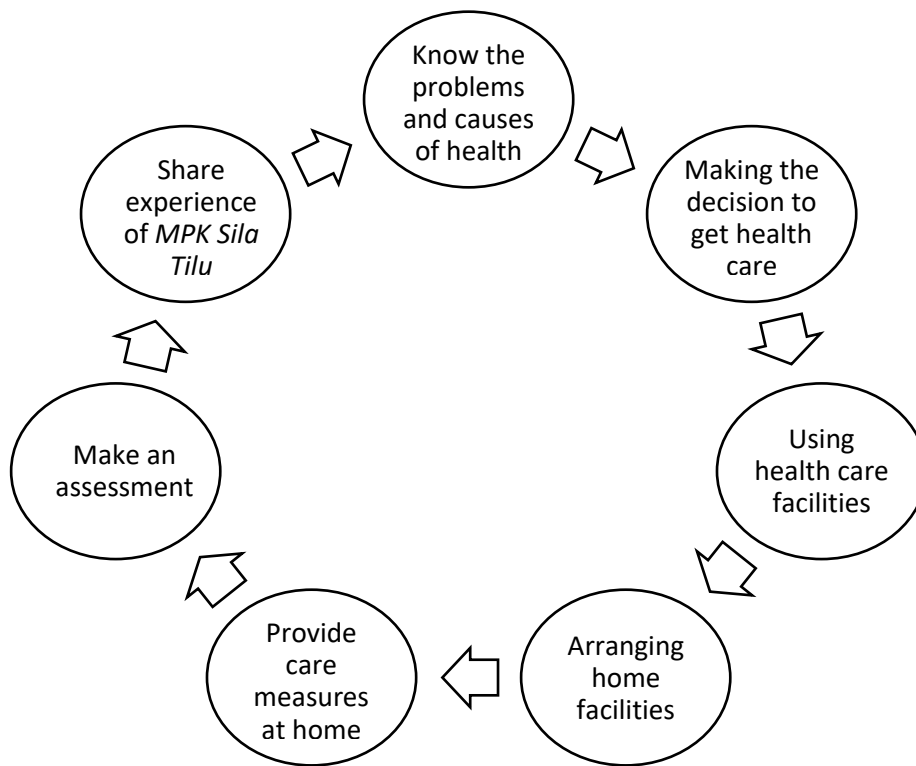 Know the
problems
and causes
of health
Making the
decision to
get health
care
Using
health care
facilities
Arranging
home
facilities
Provide
care
measures
at home
Make an
assessment
Share
experience
of MPK Sila
Tilu